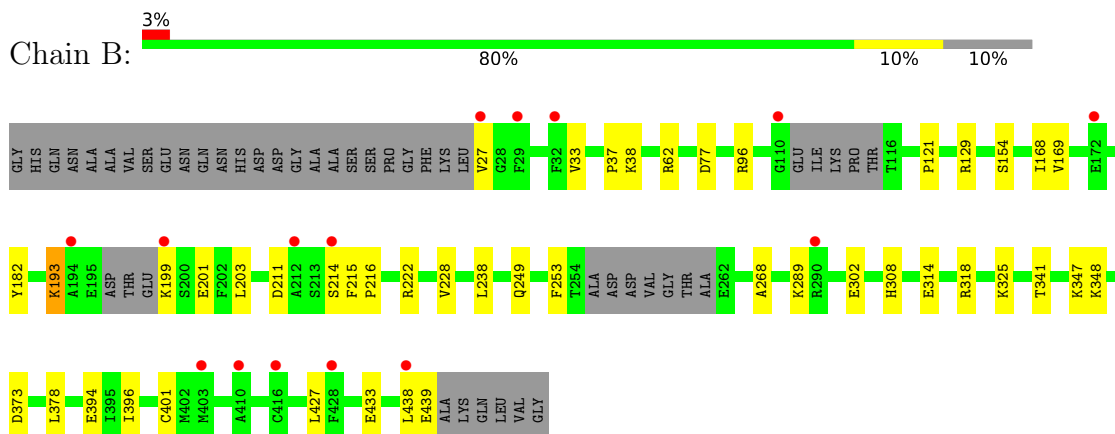 3%
Chain B:
80% 10% 10%
GLY HIS GLN ASN ALA ALA VAL SER GLU ASN GLN ASN HIS ASP ASP GLY ALA ALA SER SER PRO GLY PHE LYS LEU V27 G28 F29 F32 V33 P37 K38 R62 D77 R96 G110 GLU ILE LYS PRO THR T116 P121 R129 S154 I168 V169 E172
Y182 K193 A194 E195 ASP THR GLU K199 S200 E201 F202 L203 D211 A212 S213 S214 F215 P216 R222 V228 L238 Q249 F253 T254 ALA ASP ASP VAL GLY THR ALA E262 A268 K289 R290 E302 H308 E314 R318 K325 T341 K347 K348
D373 L378 E394 I395 I396 C401 M402 M403 A410 C416 L427 F428 E433 L438 E439 ALA LYS GLN LEU VAL GLY